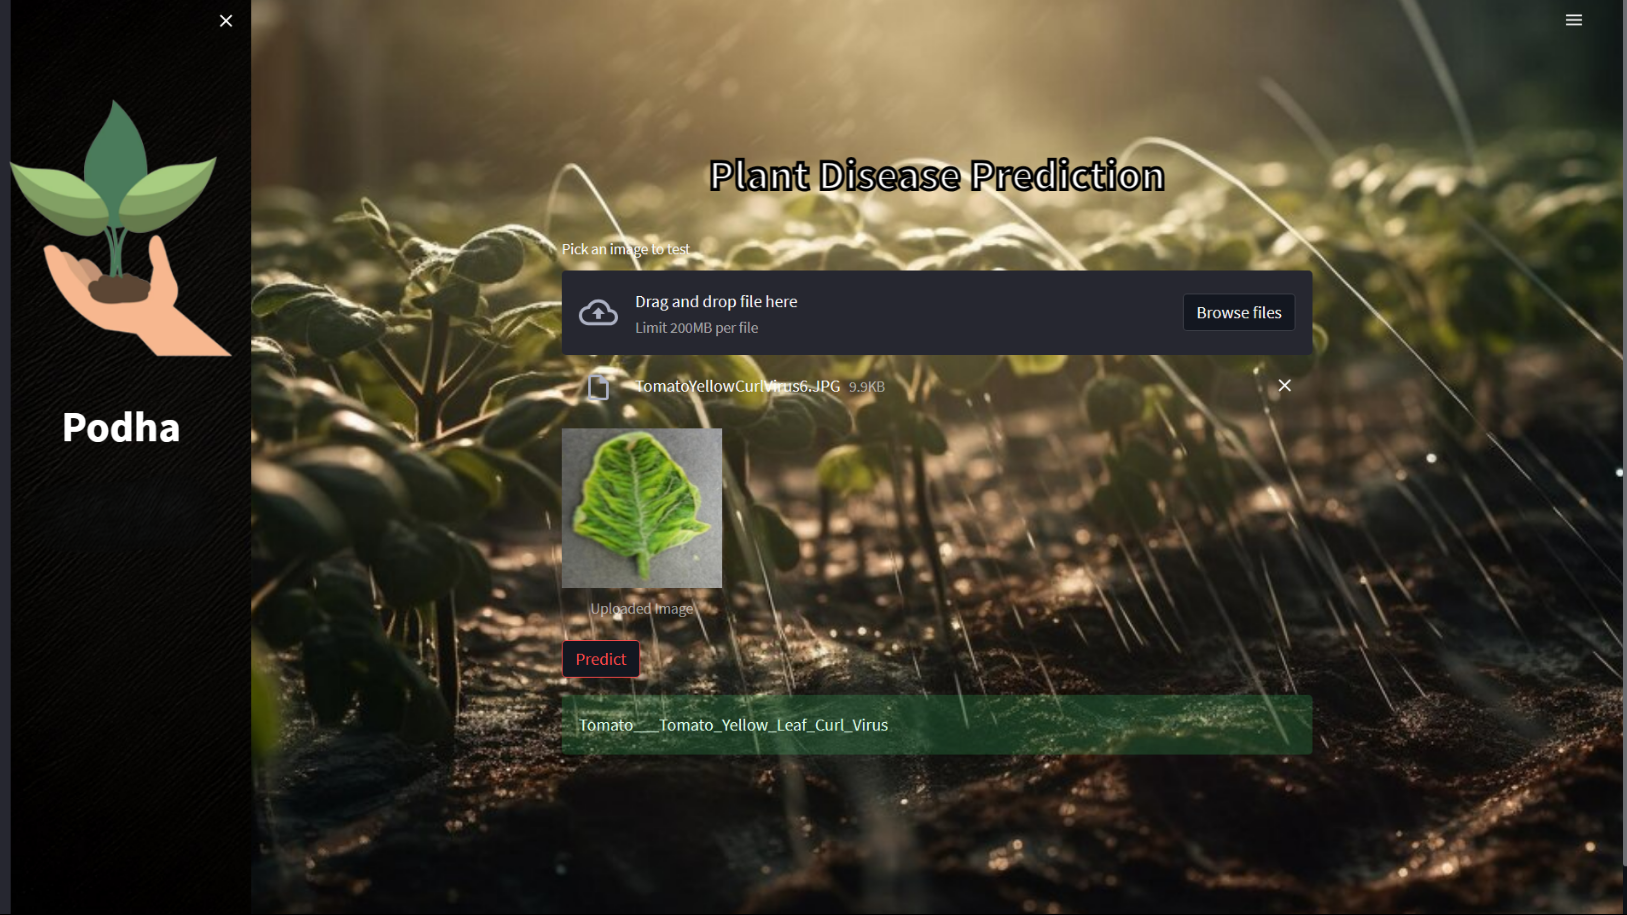 Podha
Plant Disease Prediction
Pick an image to test
Drag and drop file here
Limit 200MB per file
Browse files
TomatoYellowCurlVirus6.JPG 9.9KB
Uploaded Image
Predict
Tomato___Tomato_Yellow_Leaf_Curl_Virus